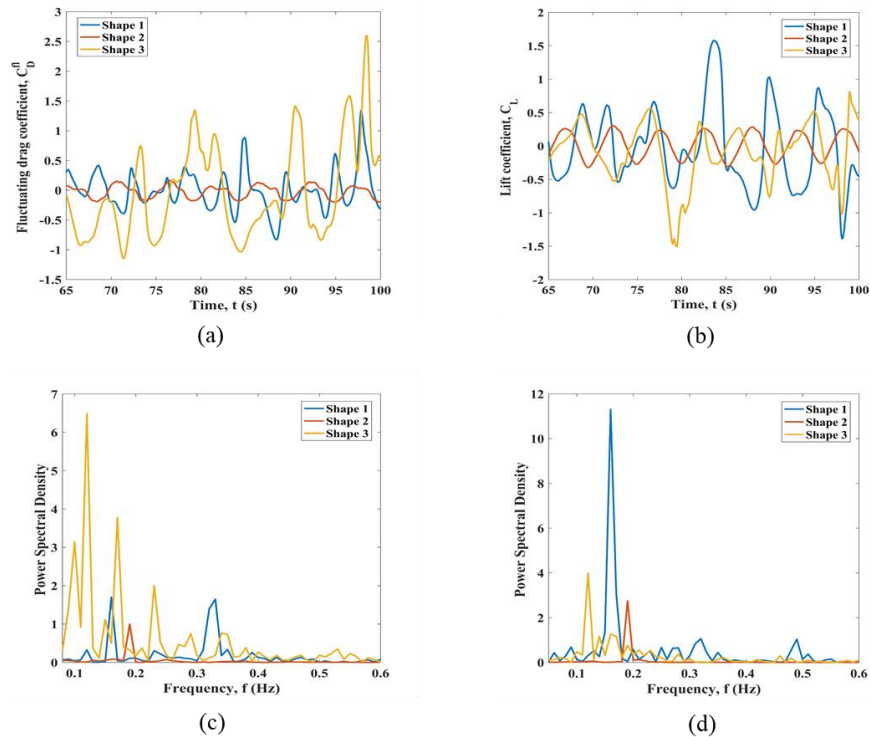 3
2.5
2
1.5
1
0.5
0
-0.5
-1
-1.5
65 70 75 80 85 90 95 100
Fluctuating drag coefficient, C_D^fl
Time, t (s)
Shape 1
Shape 2
Shape 3
(a)
2
1.5
1
0.5
0
-0.5
-1
-1.5
-2
65 70 75 80 85 90 95 100
Lift coefficient, C_L
Time, t (s)
Shape 1
Shape 2
Shape 3
(b)
7
6
5
4
3
2
1
0
0.1 0.2 0.3 0.4 0.5 0.6
Power Spectral Density
Frequency, f (Hz)
Shape 1
Shape 2
Shape 3
(c)
12
10
8
6
4
2
0
0.1 0.2 0.3 0.4 0.5 0.6
Power Spectral Density
Frequency, f (Hz)
Shape 1
Shape 2
Shape 3
(d)